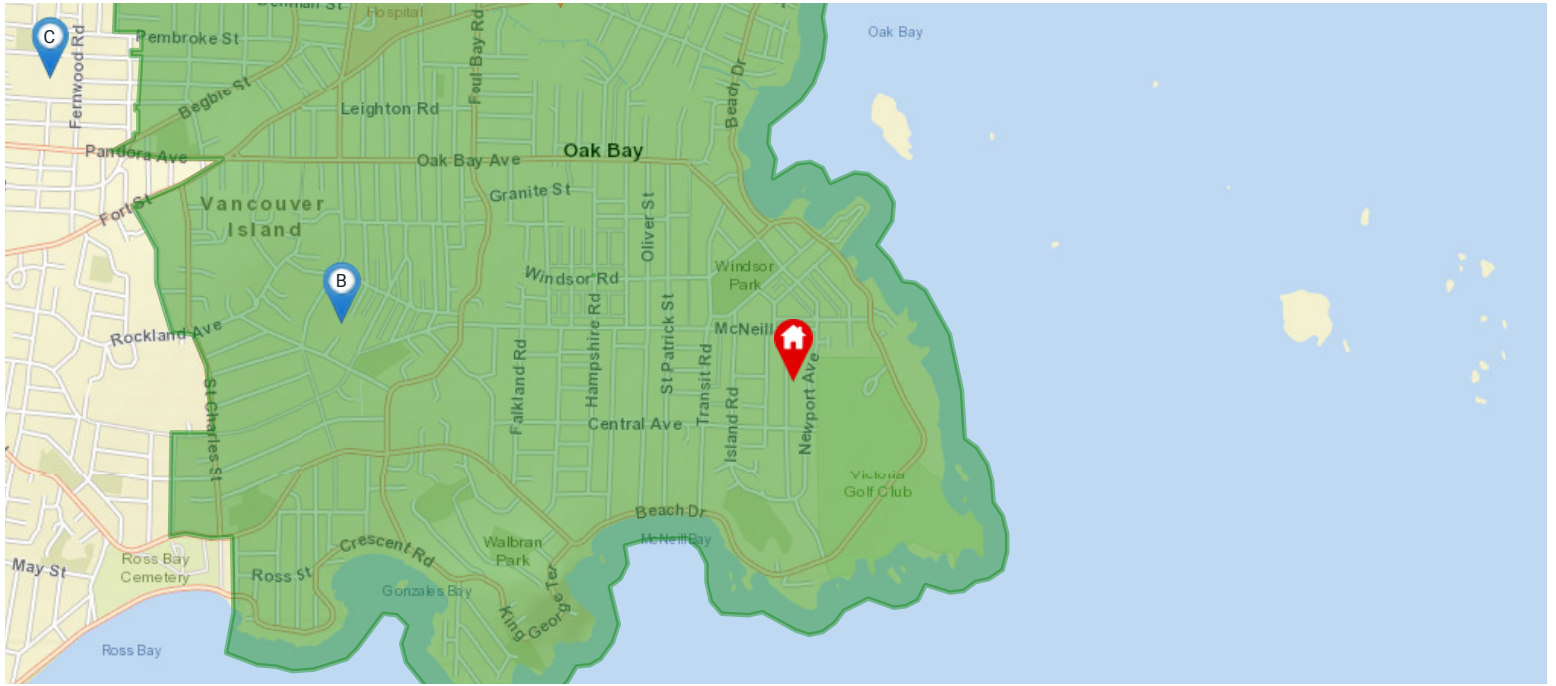 Denman St
Hospital
Oak Bay
C
Pembroke St
Fernwood Rd
Foul Bay Rd
Beach Dr
Begbie St
Leighton Rd
Pandora Ave
Oak Bay Ave
Oak Bay
Granite St
Vancouver
Island
Fort St
Oliver St
B
Windsor Rd
Windsor
Park
Rockland Ave
McNeill
Hampshire Rd
St Patrick St
Falkland Rd
Transit Rd
Island Rd
Newport Ave
St Charles St
Central Ave
Victoria
Golf Club
Beach Dr
McNeill Bay
Walbran
Park
Crescent Rd
Ross Bay
Cemetery
May St
Ross St
Gonzales Bay
King
George Ter
Ross Bay